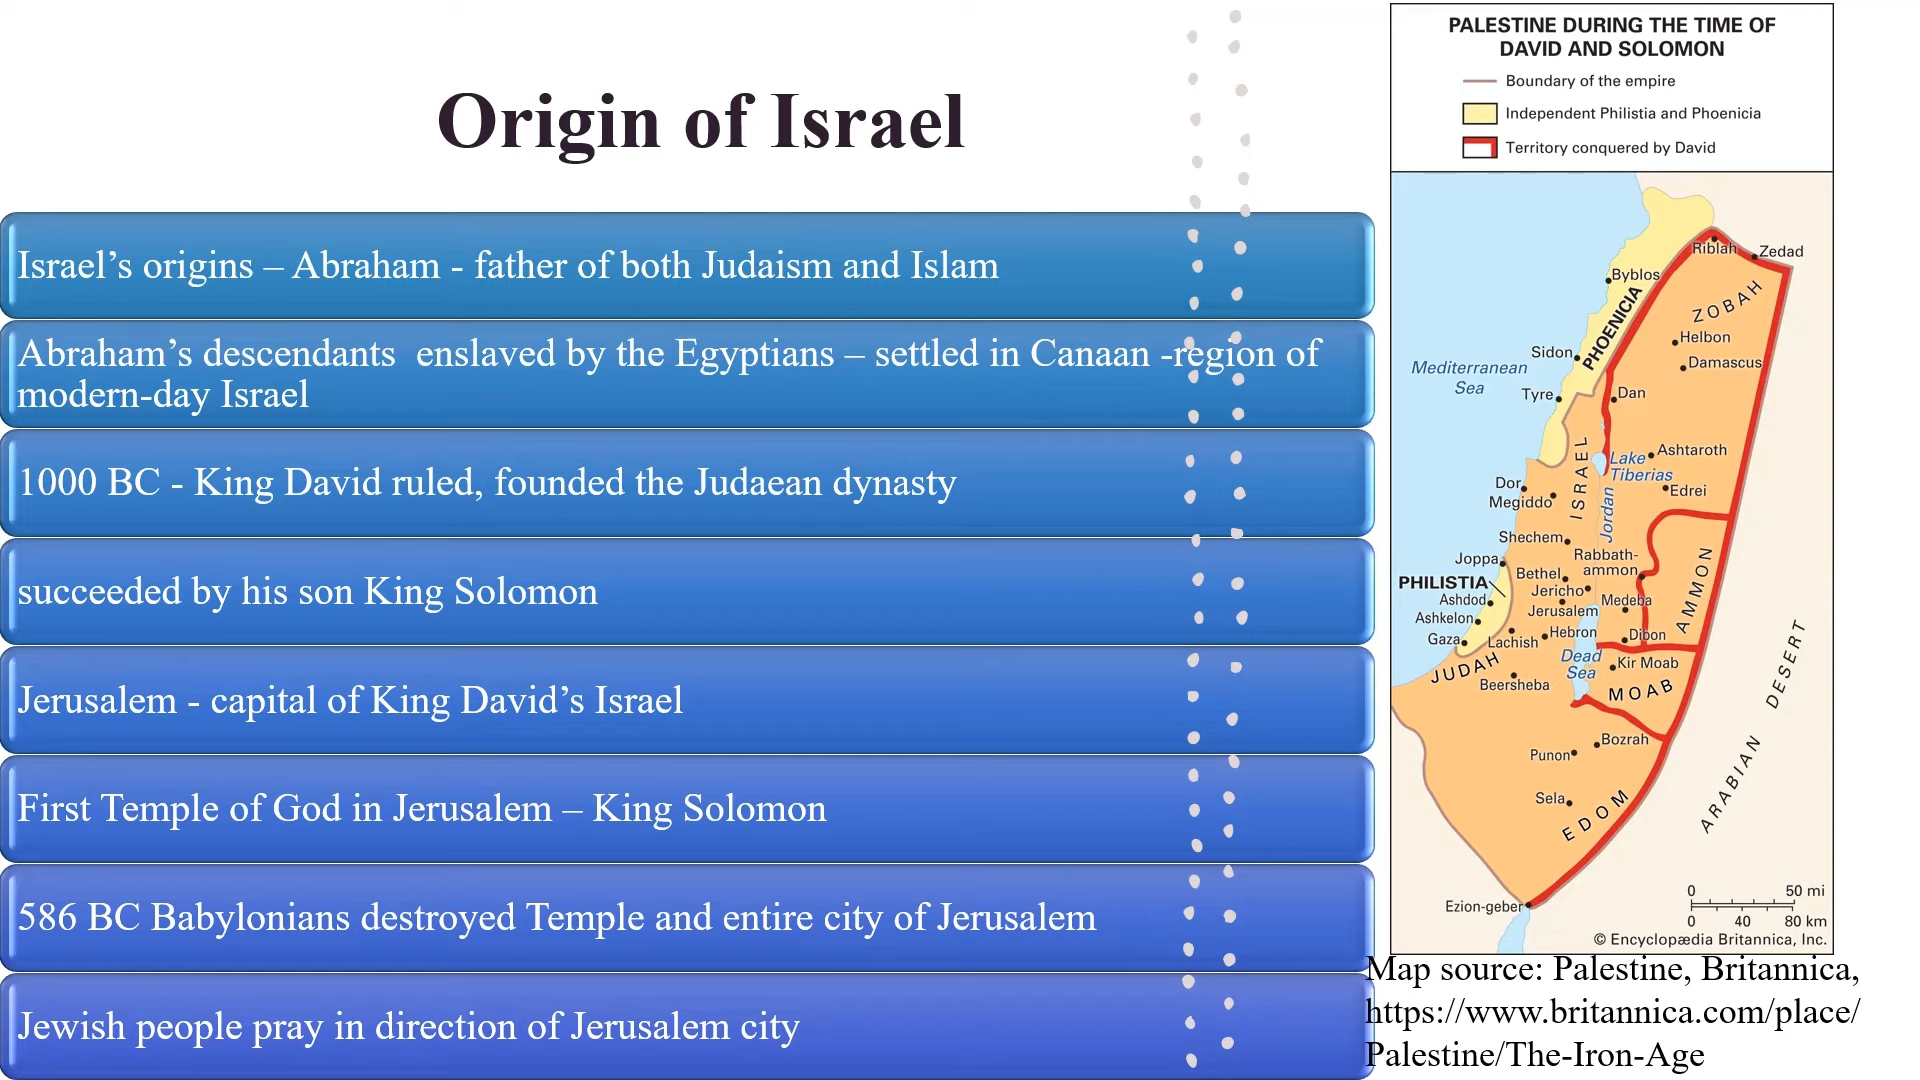 Origin of Israel
Israel’s origins – Abraham - father of both Judaism and Islam
Abraham’s descendants  enslaved by the Egyptians – settled in Canaan -region of
modern-day Israel
1000 BC - King David ruled, founded the Judaean dynasty
succeeded by his son King Solomon
Jerusalem - capital of King David’s Israel
First Temple of God in Jerusalem – King Solomon
586 BC Babylonians destroyed Temple and entire city of Jerusalem
Jewish people pray in direction of Jerusalem city
PALESTINE DURING THE TIME OF
DAVID AND SOLOMON
Boundary of the empire
Independent Philistia and Phoenicia
Territory conquered by David
Riblah
Zedad
Byblos
ZOBAH
PHOENICIA
Helbon
Sidon
Damascus
Mediterranean
Sea
Tyre
Dan
ISRAEL
Ashtaroth
Lake
Tiberias
Dor
Edrei
Megiddo
Jordan
Shechem
Joppa
Rabbath-
ammon
Bethel
PHILISTIA
Jericho
AMMON
Ashdod
Medeba
Jerusalem
Ashkelon
Hebron
Dibon
Gaza
Lachish
Dead
Sea
Kir Moab
JUDAH
Beersheba
MOAB
ARABIAN DESERT
Bozrah
Punon
Sela
EDOM
Ezion-geber
0 50 mi
0 40 80 km
© Encyclopædia Britannica, Inc.
Map source: Palestine, Britannica,
https://www.britannica.com/place/
Palestine/The-Iron-Age